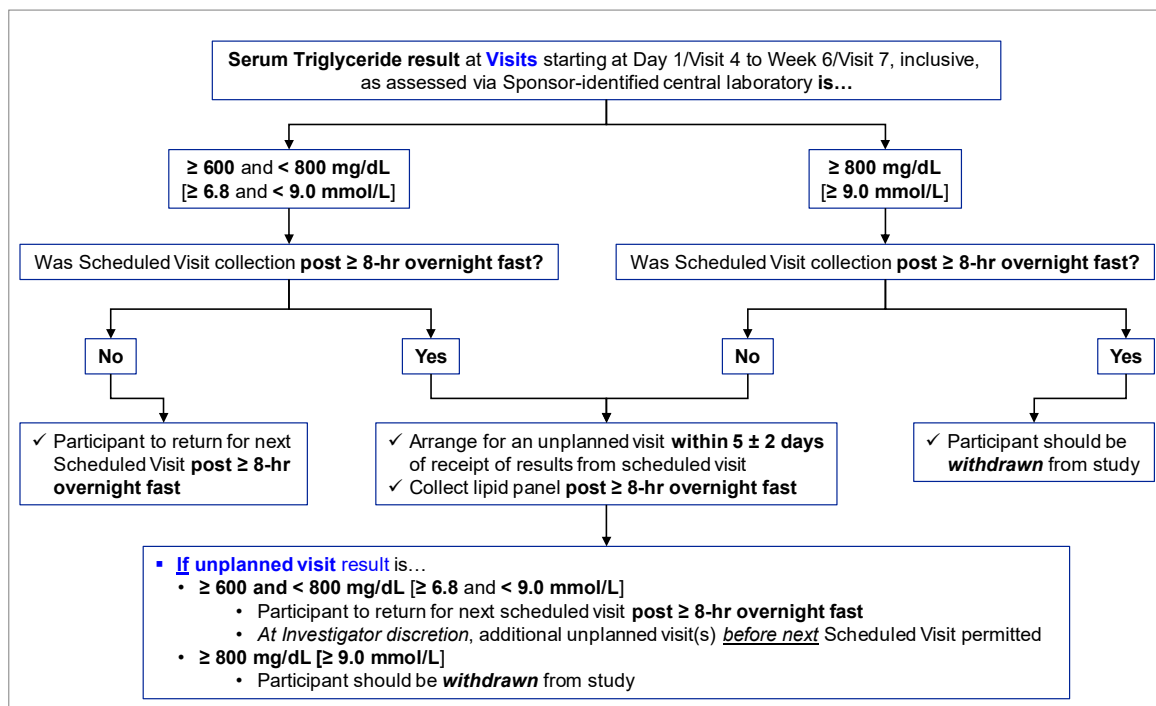 Serum Triglyceride result at Visits starting at Day 1/Visit 4 to Week 6/Visit 7, inclusive,
as assessed via Sponsor-identified central laboratory is…
≥ 600 and < 800 mg/dL
[≥ 6.8 and < 9.0 mmol/L]
≥ 800 mg/dL
[≥ 9.0 mmol/L]
Was Scheduled Visit collection post ≥ 8-hr overnight fast?
Was Scheduled Visit collection post ≥ 8-hr overnight fast?
No
Yes
No
Yes
✓ Participant to return for next
Scheduled Visit post ≥ 8-hr
overnight fast
✓ Arrange for an unplanned visit within 5 ± 2 days
of receipt of results from scheduled visit
✓ Collect lipid panel post ≥ 8-hr overnight fast
✓ Participant should be
withdrawn from study
▪ If unplanned visit result is…
• ≥ 600 and < 800 mg/dL [≥ 6.8 and < 9.0 mmol/L]
• Participant to return for next scheduled visit post ≥ 8-hr overnight fast
• At Investigator discretion, additional unplanned visit(s) before next Scheduled Visit permitted
• ≥ 800 mg/dL [≥ 9.0 mmol/L]
• Participant should be withdrawn from study